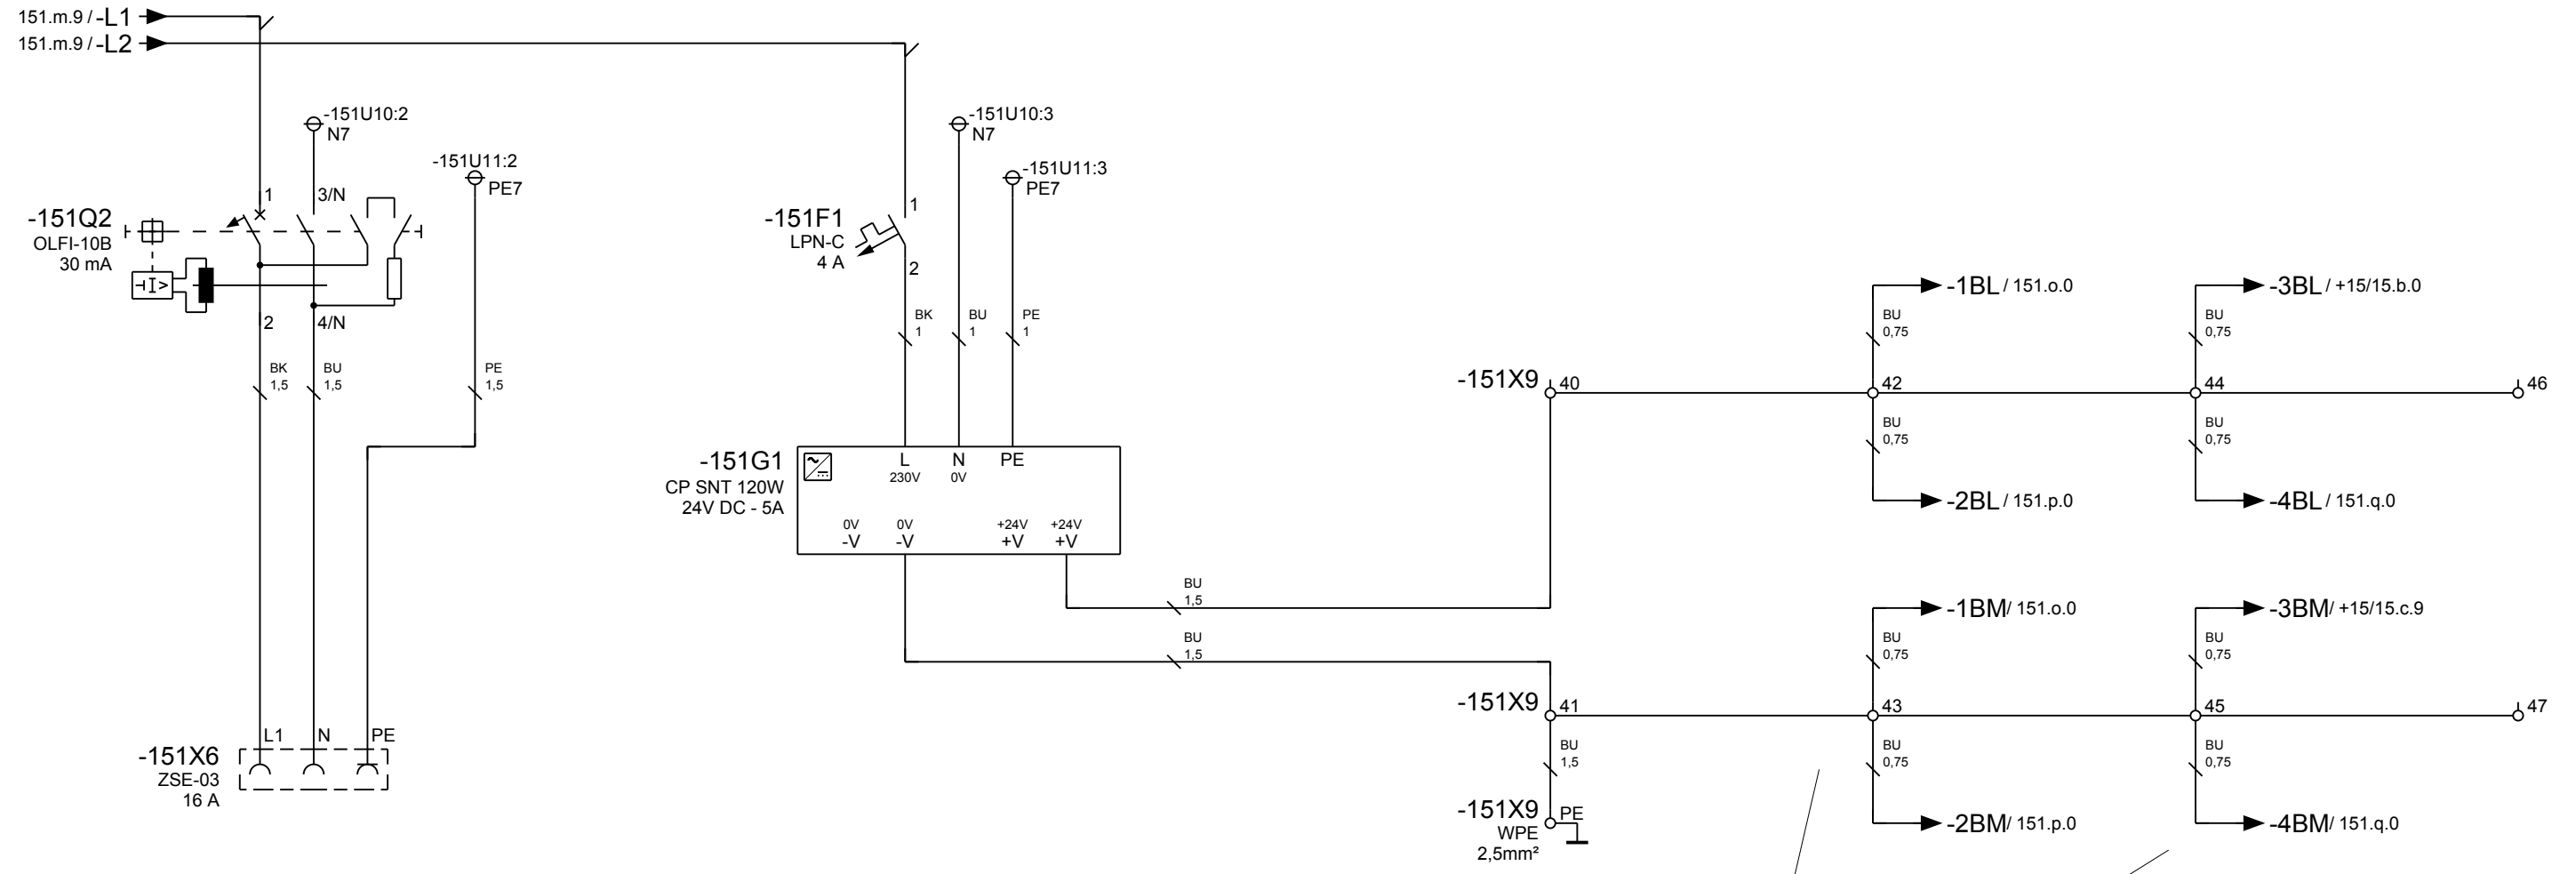 151.m.9 / -L1
151.m.9 / -L2
-151U10:2
N7
-151U11:2
PE7
1
3/N
-151Q2
OLFI-10B
30 mA
I>
2
4/N
BK
1,5
BU
1,5
PE
1,5
L1
N
PE
-151X6
ZSE-03
16 A
-151U10:3
N7
-151U11:3
PE7
1
-151F1
LPN-C
4 A
2
BK
1
BU
1
PE
1
-151G1
CP SNT 120W
24V DC - 5A
L
230V
N
0V
PE
0V
-V
0V
-V
+24V
+V
+24V
+V
BU
1,5
BU
1,5
-151X9
40
42
44
46
-1BL / 151.o.0
BU
0,75
BU
0,75
-2BL / 151.p.0
-3BL / +15/15.b.0
BU
0,75
BU
0,75
-4BL / 151.q.0
-151X9
41
43
45
47
-1BM / 151.o.0
BU
0,75
BU
0,75
-2BM / 151.p.0
-3BM / +15/15.c.9
BU
0,75
BU
0,75
-4BM / 151.q.0
BU
1,5
-151X9
PE
WPE
2,5mm²